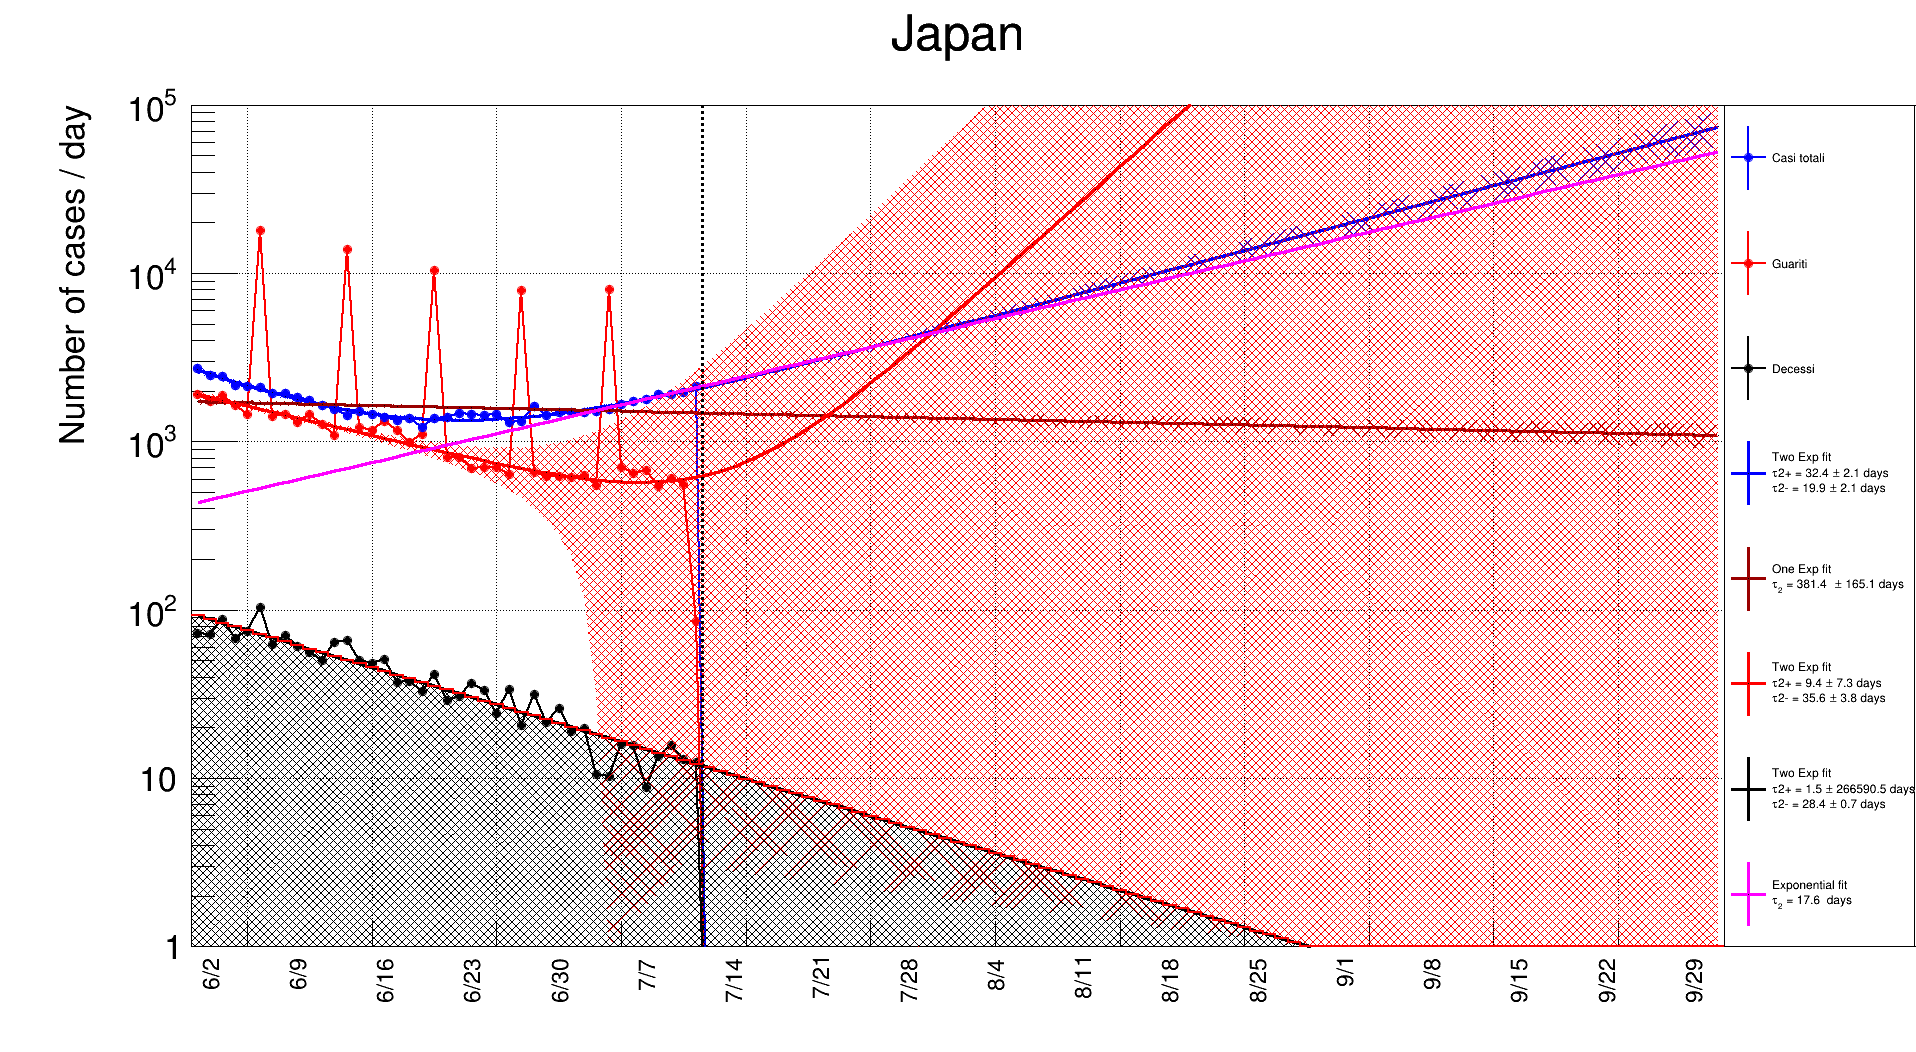 Japan
Number of cases / day
10^5
10^4
10^3
10^2
10
1
6/2
6/9
6/16
6/23
6/30
7/7
7/14
7/21
7/28
8/4
8/11
8/18
8/25
9/1
9/8
9/15
9/22
9/29
Casi totali
Guariti
Decessi
Two Exp fit
τ2+ = 32.4 ± 2.1 days
τ2- = 19.9 ± 2.1 days
One Exp fit
τ₂ = 381.4 ± 165.1 days
Two Exp fit
τ2+ = 9.4 ± 7.3 days
τ2- = 35.6 ± 3.8 days
Two Exp fit
τ2+ = 1.5 ± 266590.5 days
τ2- = 28.4 ± 0.7 days
Exponential fit
τ₂ = 17.6 days